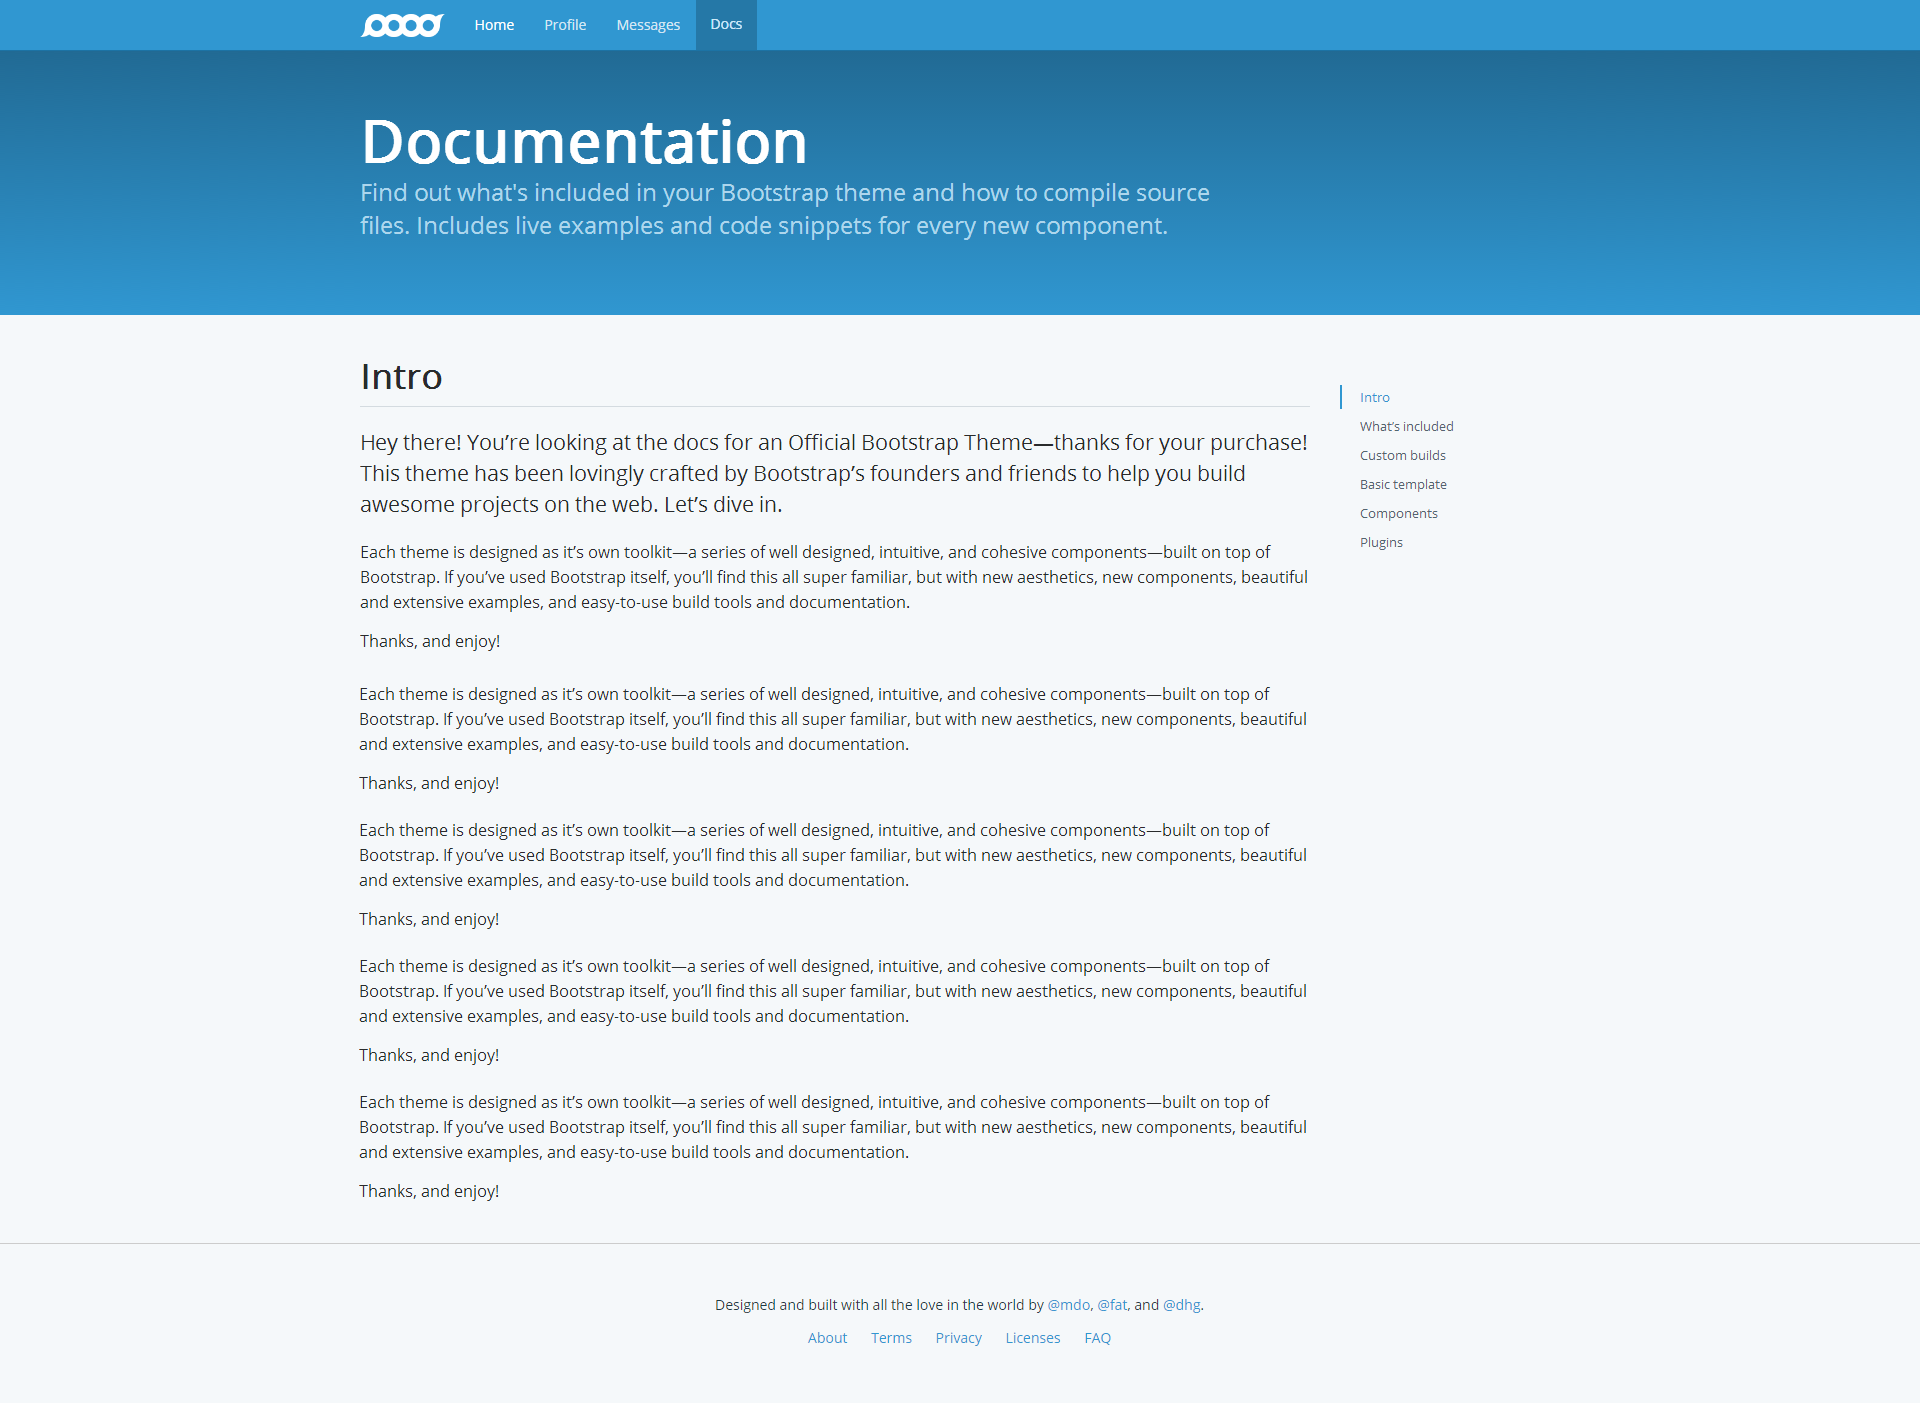 Home Profile Messages Docs
Documentation
Find out what's included in your Bootstrap theme and how to compile source
files. Includes live examples and code snippets for every new component.
Intro
Hey there! You’re looking at the docs for an Official Bootstrap Theme—thanks for your purchase!
This theme has been lovingly crafted by Bootstrap’s founders and friends to help you build
awesome projects on the web. Let’s dive in.
Each theme is designed as it’s own toolkit—a series of well designed, intuitive, and cohesive components—built on top of
Bootstrap. If you’ve used Bootstrap itself, you’ll find this all super familiar, but with new aesthetics, new components, beautiful
and extensive examples, and easy-to-use build tools and documentation.
Thanks, and enjoy!
Each theme is designed as it’s own toolkit—a series of well designed, intuitive, and cohesive components—built on top of
Bootstrap. If you’ve used Bootstrap itself, you’ll find this all super familiar, but with new aesthetics, new components, beautiful
and extensive examples, and easy-to-use build tools and documentation.
Thanks, and enjoy!
Each theme is designed as it’s own toolkit—a series of well designed, intuitive, and cohesive components—built on top of
Bootstrap. If you’ve used Bootstrap itself, you’ll find this all super familiar, but with new aesthetics, new components, beautiful
and extensive examples, and easy-to-use build tools and documentation.
Thanks, and enjoy!
Each theme is designed as it’s own toolkit—a series of well designed, intuitive, and cohesive components—built on top of
Bootstrap. If you’ve used Bootstrap itself, you’ll find this all super familiar, but with new aesthetics, new components, beautiful
and extensive examples, and easy-to-use build tools and documentation.
Thanks, and enjoy!
Each theme is designed as it’s own toolkit—a series of well designed, intuitive, and cohesive components—built on top of
Bootstrap. If you’ve used Bootstrap itself, you’ll find this all super familiar, but with new aesthetics, new components, beautiful
and extensive examples, and easy-to-use build tools and documentation.
Thanks, and enjoy!
Intro
What’s included
Custom builds
Basic template
Components
Plugins
Designed and built with all the love in the world by @mdo, @fat, and @dhg.
About Terms Privacy Licenses FAQ